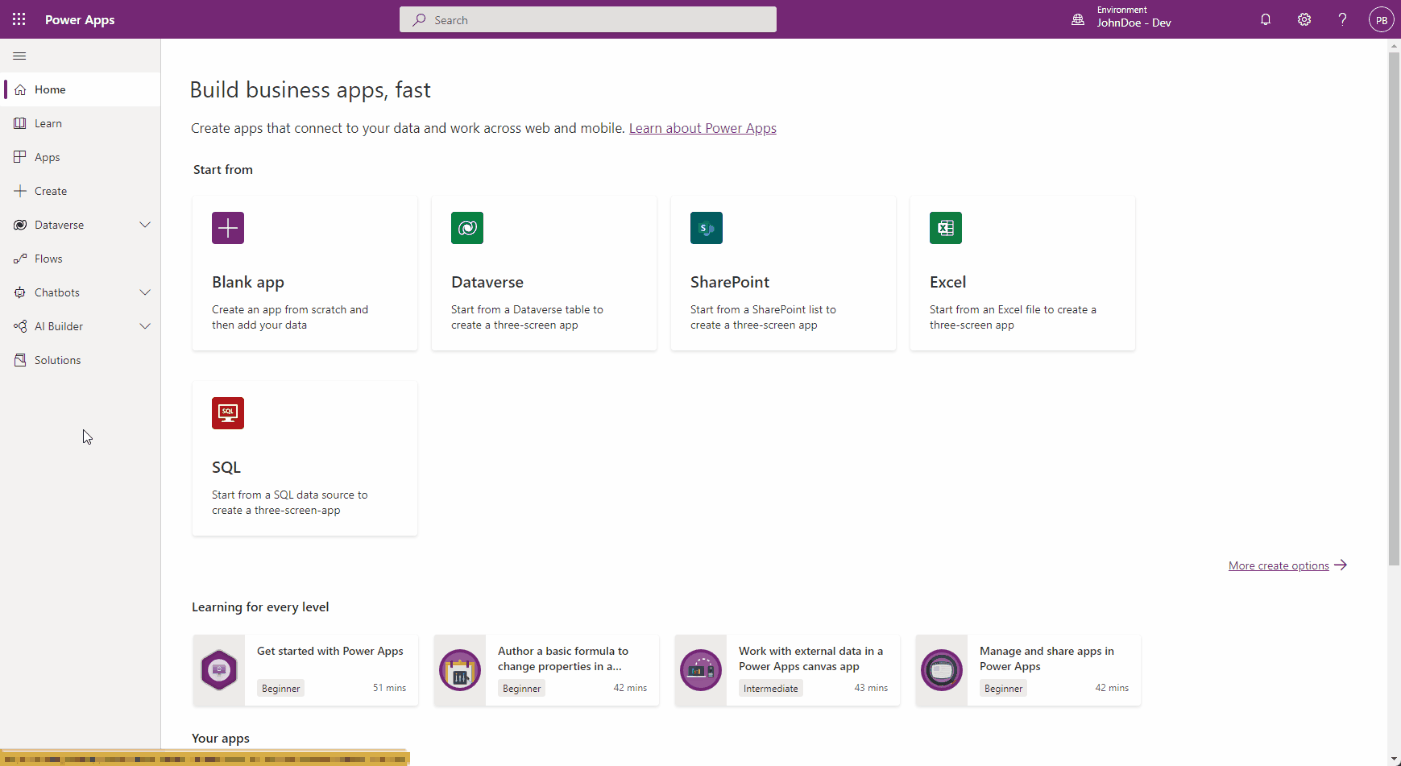 Power Apps
Search
Environment
JohnDoe - Dev
?
PB
Home
Learn
Apps
Create
Dataverse
Flows
Chatbots
AI Builder
Solutions
Build business apps, fast
Create apps that connect to your data and work across web and mobile. Learn about Power Apps
Start from
Blank app
Create an app from scratch and
then add your data
Dataverse
Start from a Dataverse table to
create a three-screen app
S
SharePoint
Start from a SharePoint list to
create a three-screen app
X
Excel
Start from an Excel file to create a
three-screen app
SQL
SQL
Start from a SQL data source to
create a three-screen-app
More create options
Learning for every level
Get started with Power Apps
Beginner
51 mins
Author a basic formula to
change properties in a...
Beginner
42 mins
Work with external data in a
Power Apps canvas app
Intermediate
43 mins
Manage and share apps in
Power Apps
Beginner
42 mins
Your apps